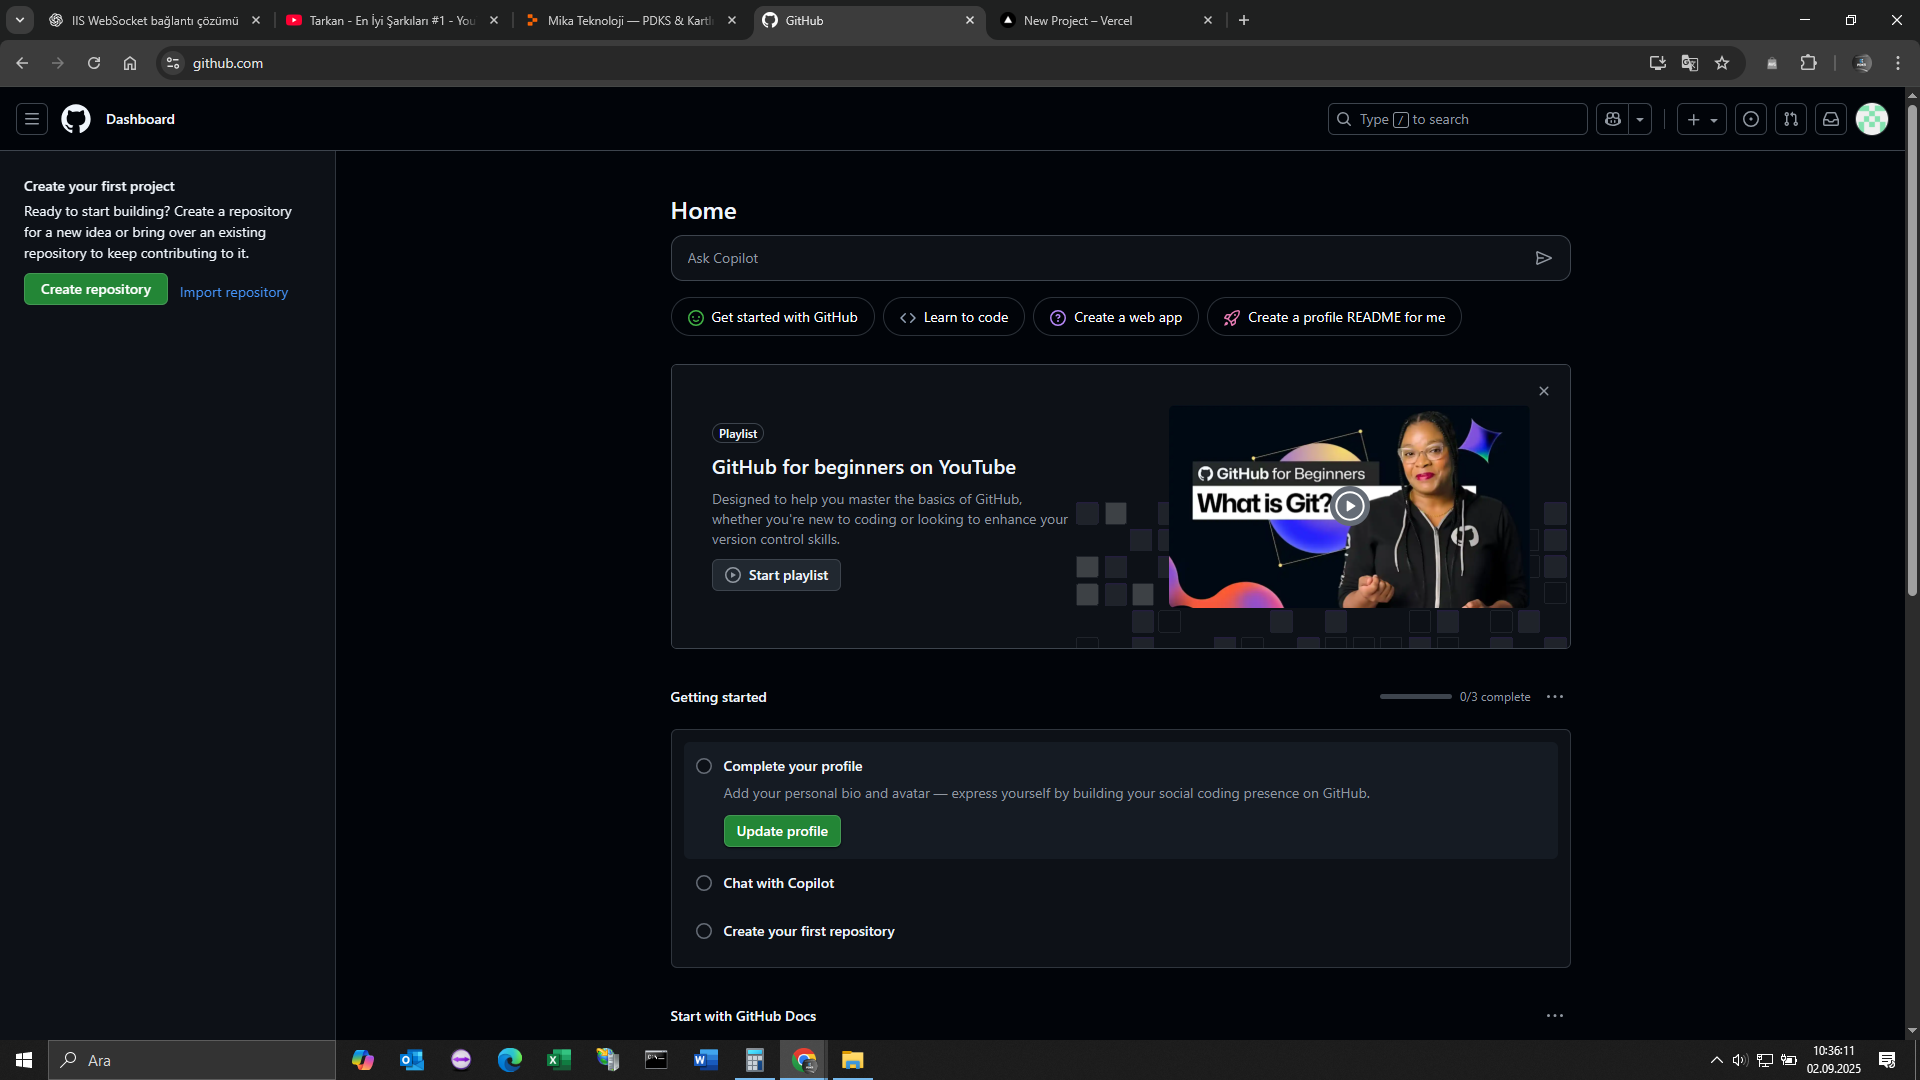 IIS WebSocket bağlantı çözümü
Tarkan - En İyi Şarkıları #1 - You
Mika Teknoloji — PDKS & Kartlı
GitHub
New Project – Vercel
github.com
Dashboard
Type / to search
Create your first project
Ready to start building? Create a repository
for a new idea or bring over an existing
repository to keep contributing to it.
Create repository
Import repository
Home
Ask Copilot
Get started with GitHub
Learn to code
Create a web app
Create a profile README for me
Playlist
GitHub for beginners on YouTube
Designed to help you master the basics of GitHub,
whether you're new to coding or looking to enhance your
version control skills.
Start playlist
GitHub for Beginners
What is Git?
Getting started
0/3 complete
Complete your profile
Add your personal bio and avatar — express yourself by building your social coding presence on GitHub.
Update profile
Chat with Copilot
Create your first repository
Start with GitHub Docs
Ara
10:36:11
02.09.2025